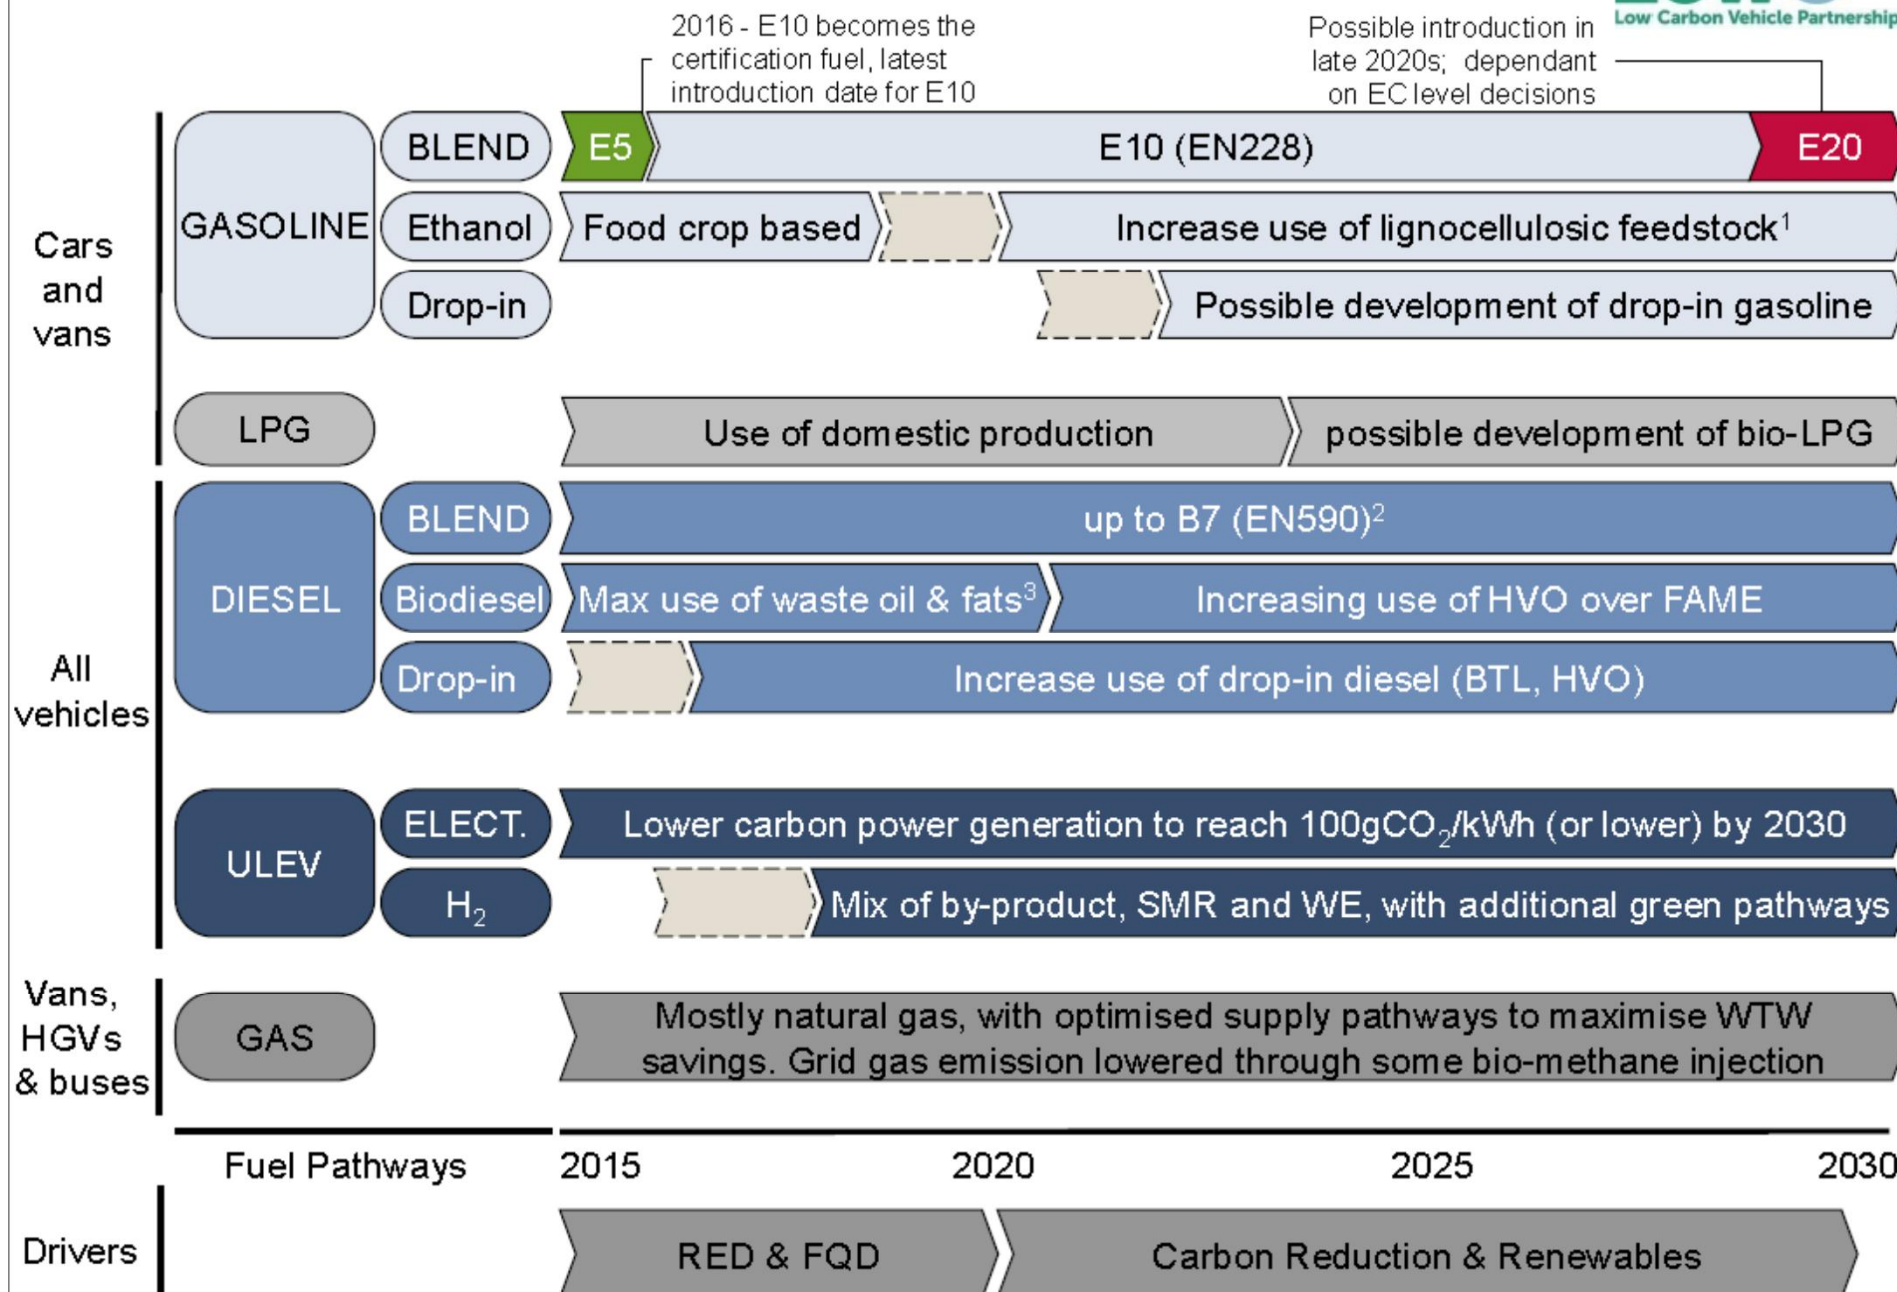 Low Carbon Vehicle Partnership
2016 - E10 becomes the
certification fuel, latest
introduction date for E10
Possible introduction in
late 2020s; dependant
on EC level decisions
Cars
and
vans
GASOLINE
BLEND
E5
E10 (EN228)
E20
Ethanol
Food crop based
Increase use of lignocellulosic feedstock¹
Drop-in
Possible development of drop-in gasoline
LPG
Use of domestic production
possible development of bio-LPG
All
vehicles
DIESEL
BLEND
up to B7 (EN590)²
Biodiesel
Max use of waste oil & fats³
Increasing use of HVO over FAME
Drop-in
Increase use of drop-in diesel (BTL, HVO)
ULEV
ELECT.
Lower carbon power generation to reach 100gCO₂/kWh (or lower) by 2030
H₂
Mix of by-product, SMR and WE, with additional green pathways
Vans,
HGVs
& buses
GAS
Mostly natural gas, with optimised supply pathways to maximise WTW
savings. Grid gas emission lowered through some bio-methane injection
Fuel Pathways
2015
2020
2025
2030
Drivers
RED & FQD
Carbon Reduction & Renewables